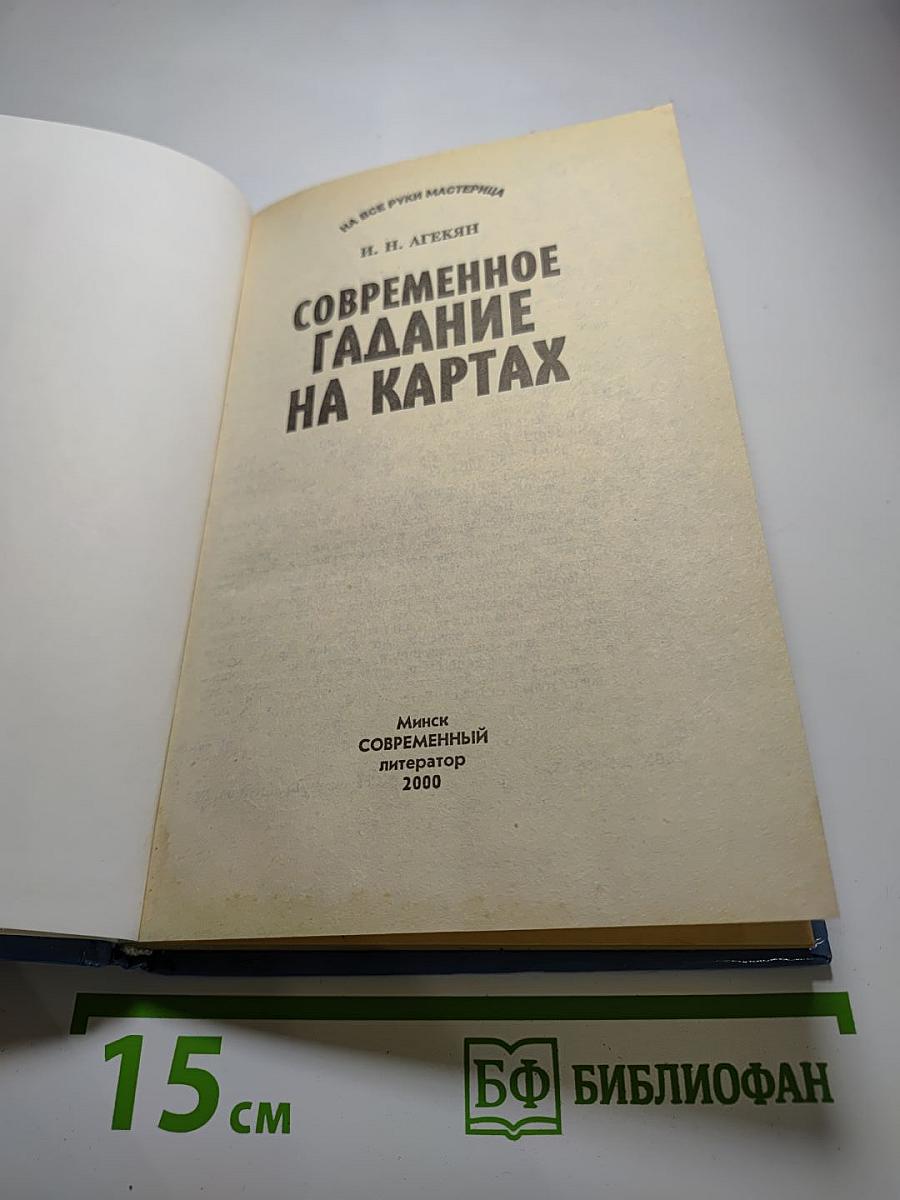 НА ВСЕ РУКИ МАСТЕРИЦА
И. Н. АГЕКЯН
СОВРЕМЕННОЕ
ГАДАНИЕ
НА КАРТАХ
Минск
СОВРЕМЕННЫЙ
литератор
2000
15 см
БФ БИБЛИОФАН